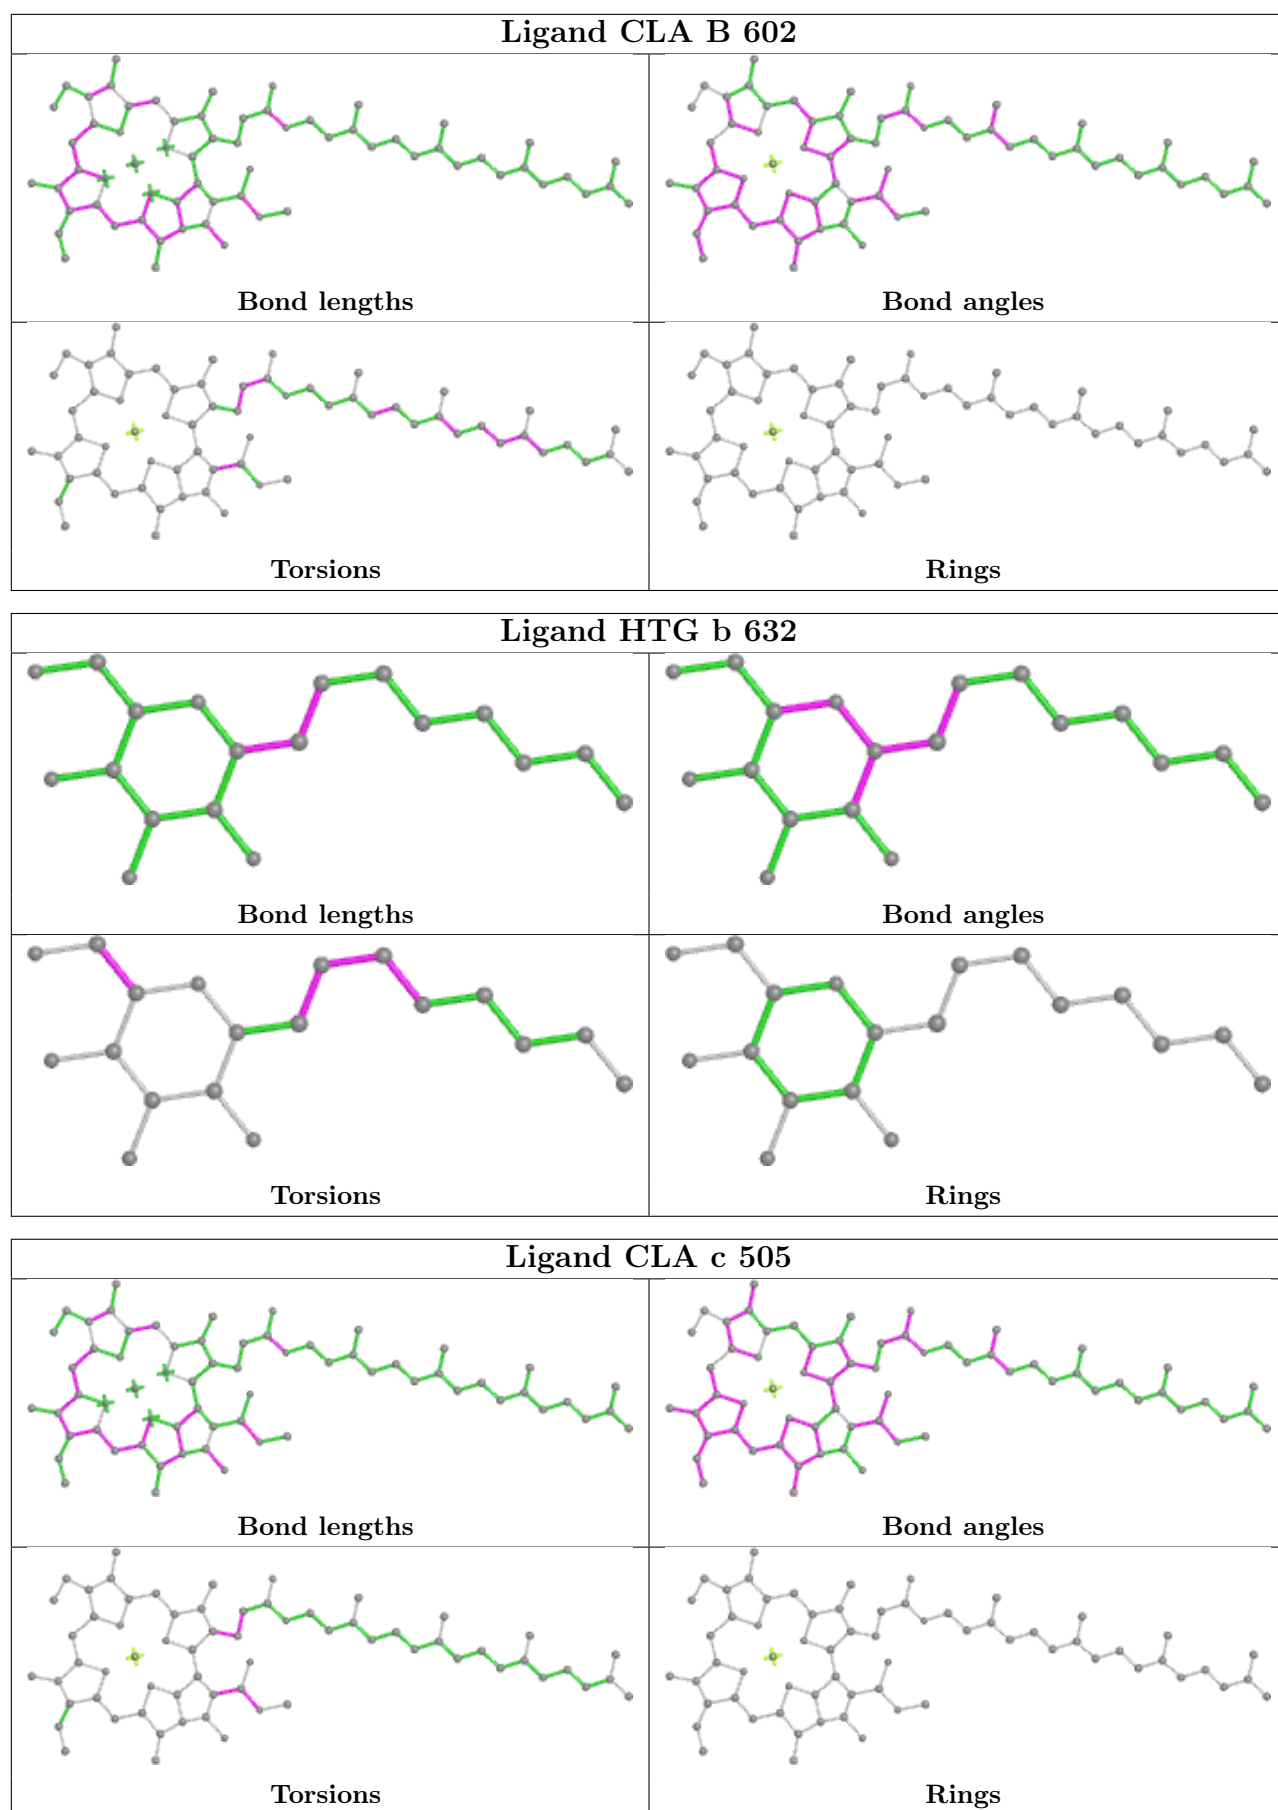 Ligand CLA B 602
Bond lengths
Bond angles
Torsions
Rings
Ligand HTG b 632
Bond lengths
Bond angles
Torsions
Rings
Ligand CLA c 505
Bond lengths
Bond angles
Torsions
Rings